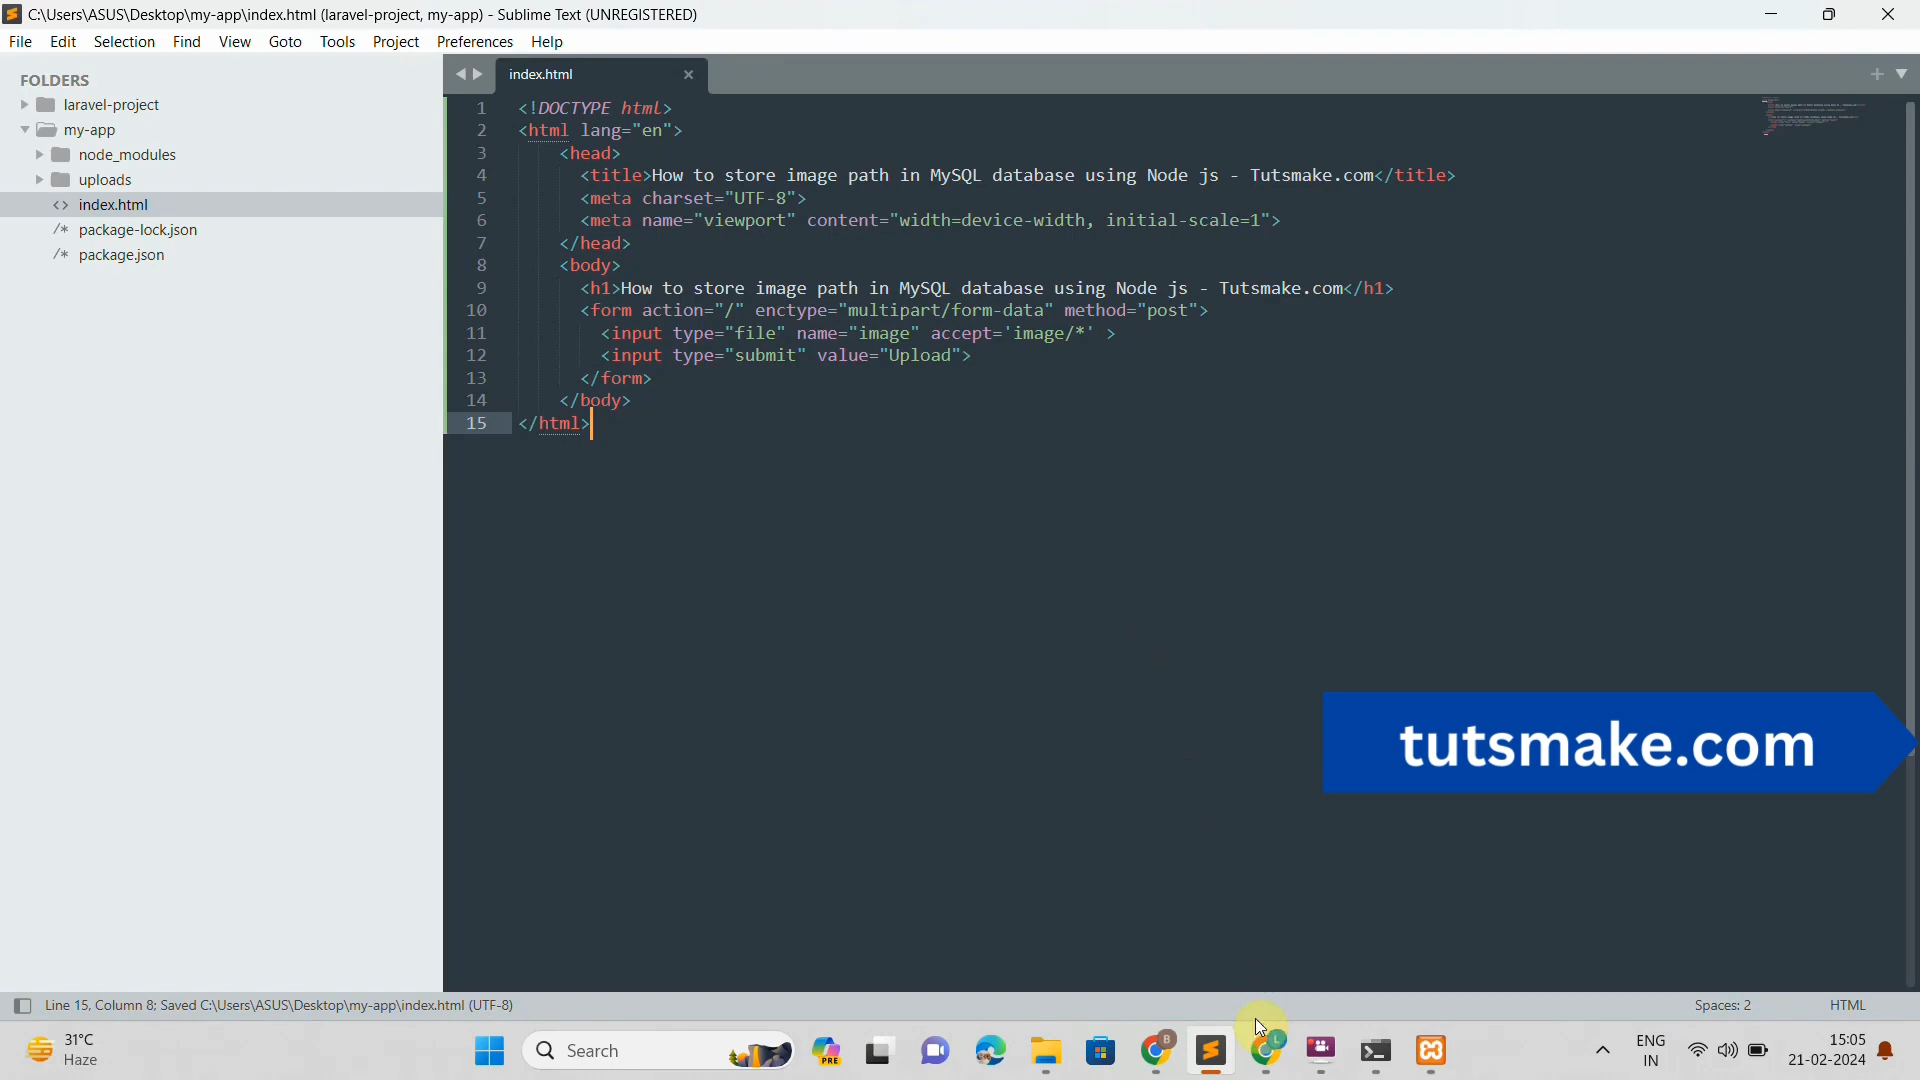 C:\Users\ASUS\Desktop\my-app\index.html (laravel-project, my-app) - Sublime Text (UNREGISTERED)
File Edit Selection Find View Goto Tools Project Preferences Help
FOLDERS
laravel-project
my-app
node_modules
uploads
<> index.html
/* package-lock.json
/* package.json
index.html
1 <!DOCTYPE html>
2 <html lang="en">
3 <head>
4 <title>How to store image path in MySQL database using Node js - Tutsmake.com</title>
5 <meta charset="UTF-8">
6 <meta name="viewport" content="width=device-width, initial-scale=1">
7 </head>
8 <body>
9 <h1>How to store image path in MySQL database using Node js - Tutsmake.com</h1>
10 <form action="/" enctype="multipart/form-data" method="post">
11 <input type="file" name="image" accept='image/*' >
12 <input type="submit" value="Upload">
13 </form>
14 </body>
15 </html>
tutsmake.com
Line 15, Column 8; Saved C:\Users\ASUS\Desktop\my-app\index.html (UTF-8)
Spaces: 2
HTML
31°C
Haze
Search
PRE
B
L
ENG
IN
15:05
21-02-2024